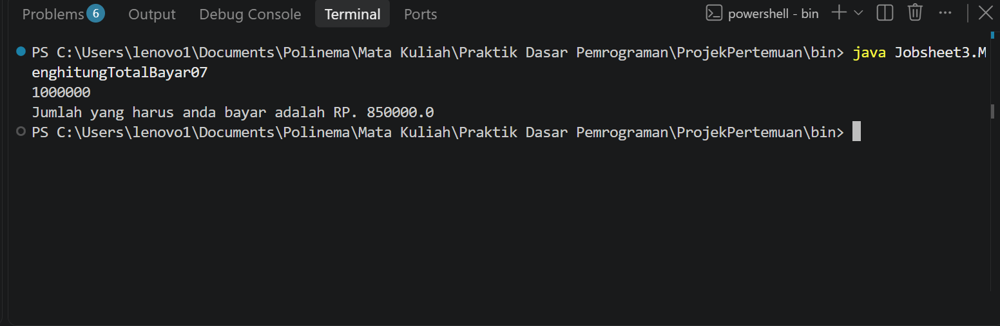 Problems 6 Output Debug Console Terminal Ports powershell - bin
PS C:\Users\lenovo1\Documents\Polinema\Mata Kuliah\Praktik Dasar Pemrograman\ProjekPertemuan\bin> java Jobsheet3.M
enghitungTotalBayar07
1000000
Jumlah yang harus anda bayar adalah RP. 850000.0
PS C:\Users\lenovo1\Documents\Polinema\Mata Kuliah\Praktik Dasar Pemrograman\ProjekPertemuan\bin>